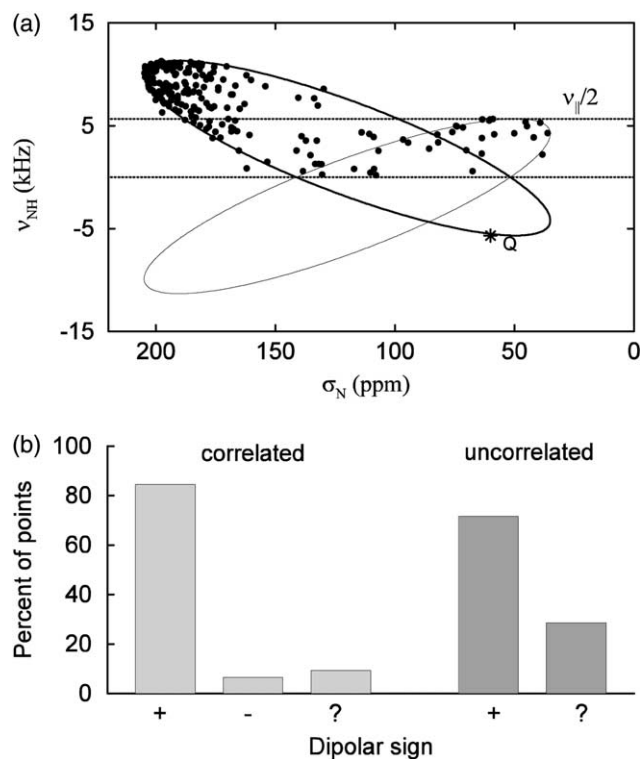 (a)
15
5
-5
-15
ν_NH (kHz)
ν_∥/2
Q
200 150 100 50 0
σ_N (ppm)
(b)
100
80
60
40
20
0
Percent of points
correlated uncorrelated
+ - ? + ?
Dipolar sign